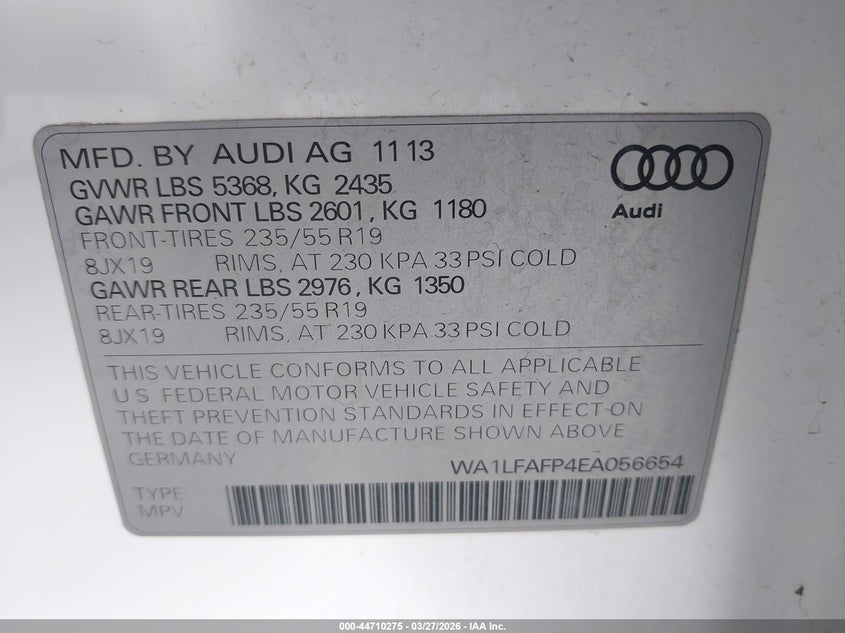 MFD. BY AUDI AG 11 13
GVWR LBS 5368, KG 2435
GAWR FRONT LBS 2601, KG 1180
FRONT-TIRES 235/55 R19
8JX19 RIMS, AT 230 KPA 33 PSI COLD
GAWR REAR LBS 2976, KG 1350
REAR-TIRES 235/55 R19
8JX19 RIMS, AT 230 KPA 33 PSI COLD
Audi
THIS VEHICLE CONFORMS TO ALL APPLICABLE
U.S. FEDERAL MOTOR VEHICLE SAFETY AND
THEFT PREVENTION STANDARDS IN EFFECT ON
THE DATE OF MANUFACTURE SHOWN ABOVE
GERMANY WA1LFAFP4EA056654
TYPE
MPV
000-44710275 - 03/27/2026 - IAA Inc.